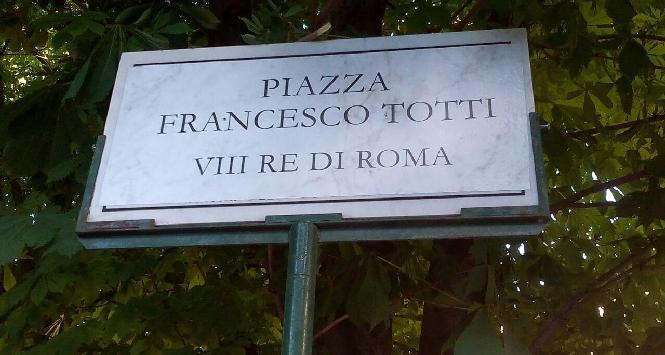 PIAZZA
FRANCESCO TOTTI
VIII RE DI ROMA